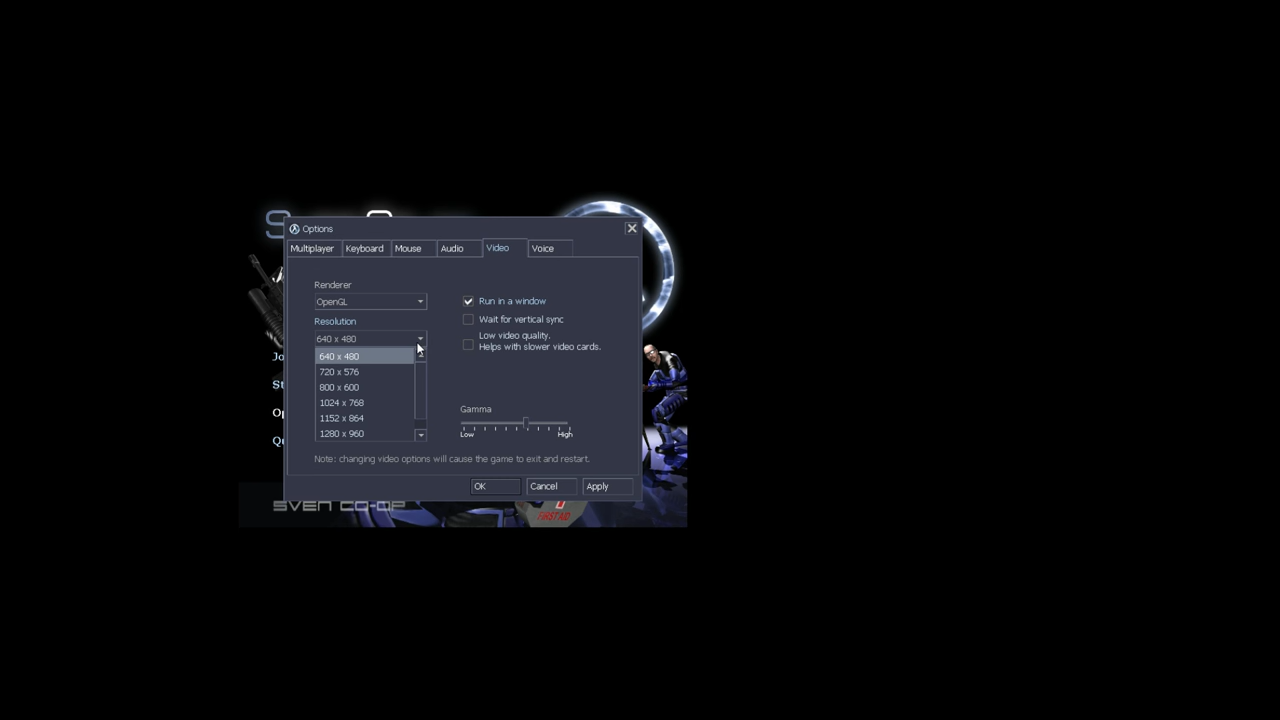 Options
Multiplayer Keyboard Mouse Audio Video Voice
Renderer
OpenGL
Run in a window
Resolution
Wait for vertical sync
640 x 480
Low video quality.
Helps with slower video cards.
640 x 480
720 x 576
800 x 600
1024 x 768
1152 x 864
1280 x 960
Gamma
Low High
Note: changing video options will cause the game to exit and restart.
OK Cancel Apply
SVEN CO-OP
FIRST AID